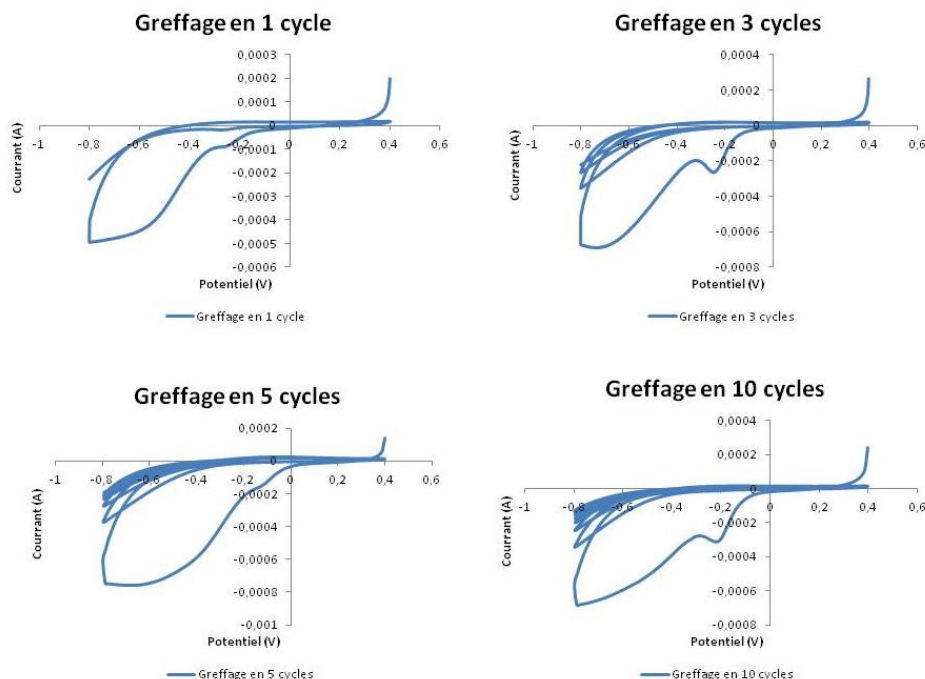 Greffage en 1 cycle
0,0003
0,0002
0,0001
0
-1 -0,8 -0,6 -0,4 -0,2 0 0,2 0,4 0,6
-0,0001
-0,0002
-0,0003
-0,0004
-0,0005
-0,0006
Courrant (A)
Potentiel (V)
Greffage en 1 cycle
Greffage en 3 cycles
0,0004
0,0002
0
-1 -0,8 -0,6 -0,4 -0,2 0 0,2 0,4 0,6
-0,0002
-0,0004
-0,0006
-0,0008
Courrant (A)
Potentiel (V)
Greffage en 3 cycles
Greffage en 5 cycles
0,0002
0
-1 -0,8 -0,6 -0,4 -0,2 0 0,2 0,4 0,6
-0,0002
-0,0004
-0,0006
-0,0008
-0,001
Courrant (A)
Potentiel (V)
Greffage en 5 cycles
Greffage en 10 cycles
0,0004
0,0002
0
-1 -0,8 -0,6 -0,4 -0,2 0 0,2 0,4 0,6
-0,0002
-0,0004
-0,0006
-0,0008
Courrant (A)
Potentiel (V)
Greffage en 10 cycles